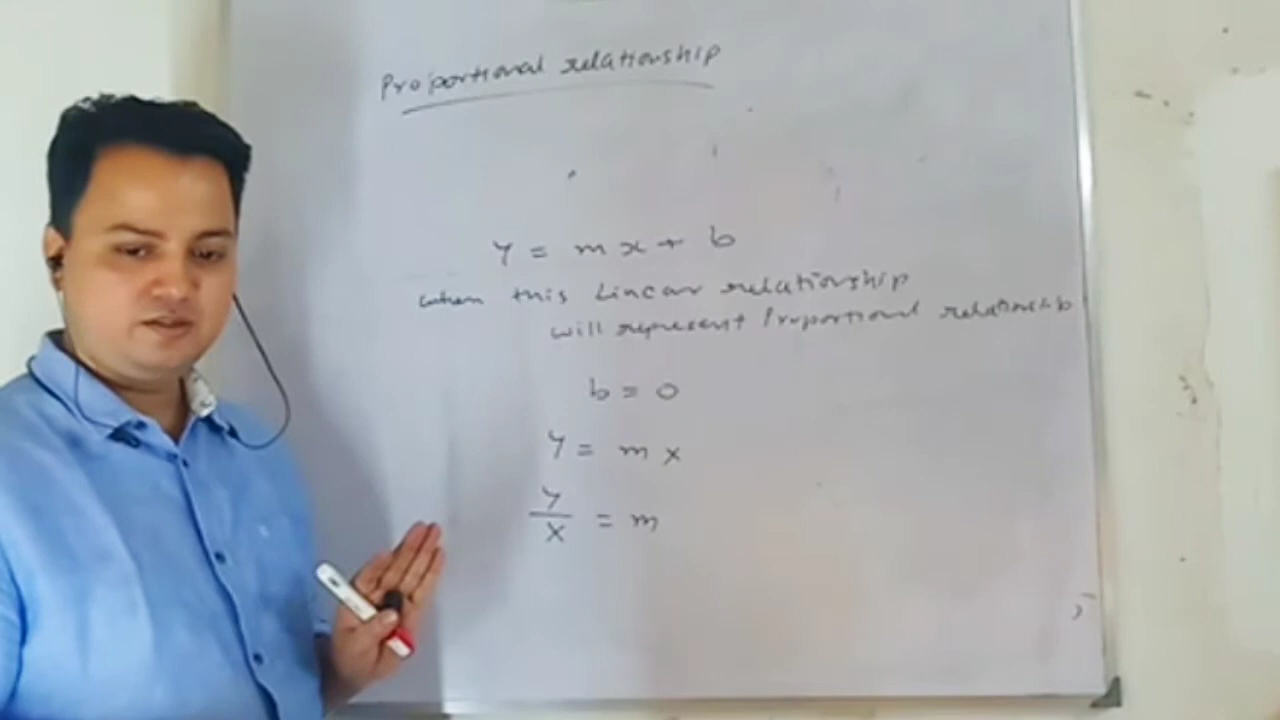 Proportional relationship
y = mx + b
when this Linear relationship
will represent Proportional relationship
b = 0
y = mx
y/x = m